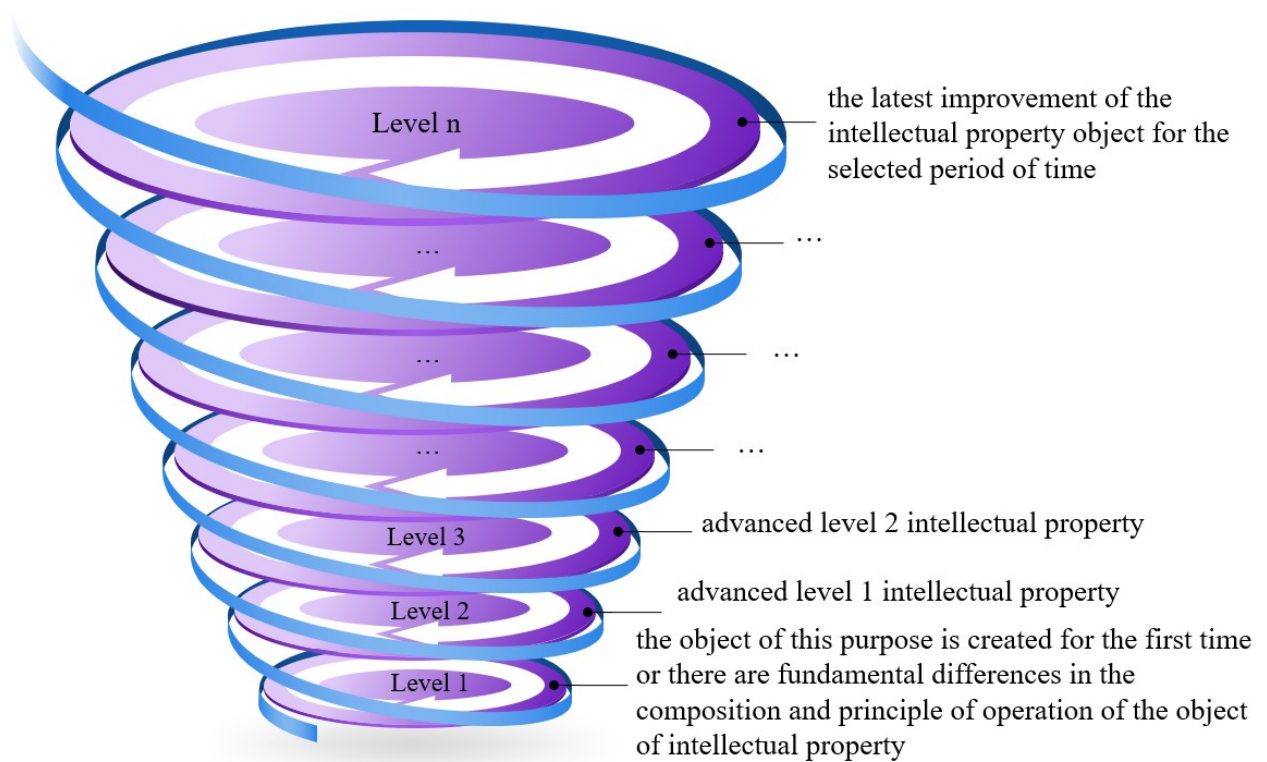 Level n
the latest improvement of the
intellectual property object for the
selected period of time
…
…
…
…
…
…
Level 3
advanced level 2 intellectual property
Level 2
advanced level 1 intellectual property
Level 1
the object of this purpose is created for the first time
or there are fundamental differences in the
composition and principle of operation of the object
of intellectual property